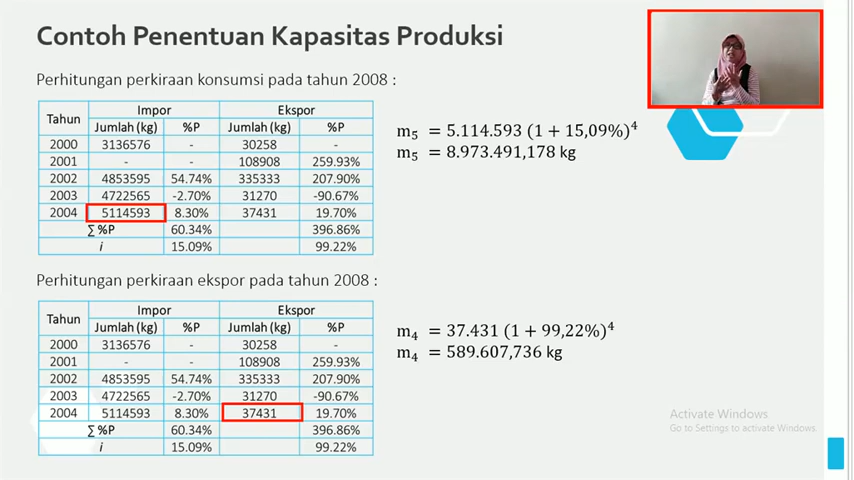 Contoh Penentuan Kapasitas Produksi
Perhitungan perkiraan konsumsi pada tahun 2008 :
Tahun Impor Ekspor
Jumlah (kg) %P Jumlah (kg) %P
2000 3136576 - 30258 -
2001 - - 108908 259.93%
2002 4853595 54.74% 335333 207.90%
2003 4722565 -2.70% 31270 -90.67%
2004 5114593 8.30% 37431 19.70%
∑ %P 60.34% 396.86%
i 15.09% 99.22%
m₅ = 5.114.593 (1 + 15,09%)⁴
m₅ = 8.973.491,178 kg
Perhitungan perkiraan ekspor pada tahun 2008 :
Tahun Impor Ekspor
Jumlah (kg) %P Jumlah (kg) %P
2000 3136576 - 30258 -
2001 - - 108908 259.93%
2002 4853595 54.74% 335333 207.90%
2003 4722565 -2.70% 31270 -90.67%
2004 5114593 8.30% 37431 19.70%
∑ %P 60.34% 396.86%
i 15.09% 99.22%
m₄ = 37.431 (1 + 99,22%)⁴
m₄ = 589.607,736 kg
Activate Windows
Go to Settings to activate Windows.